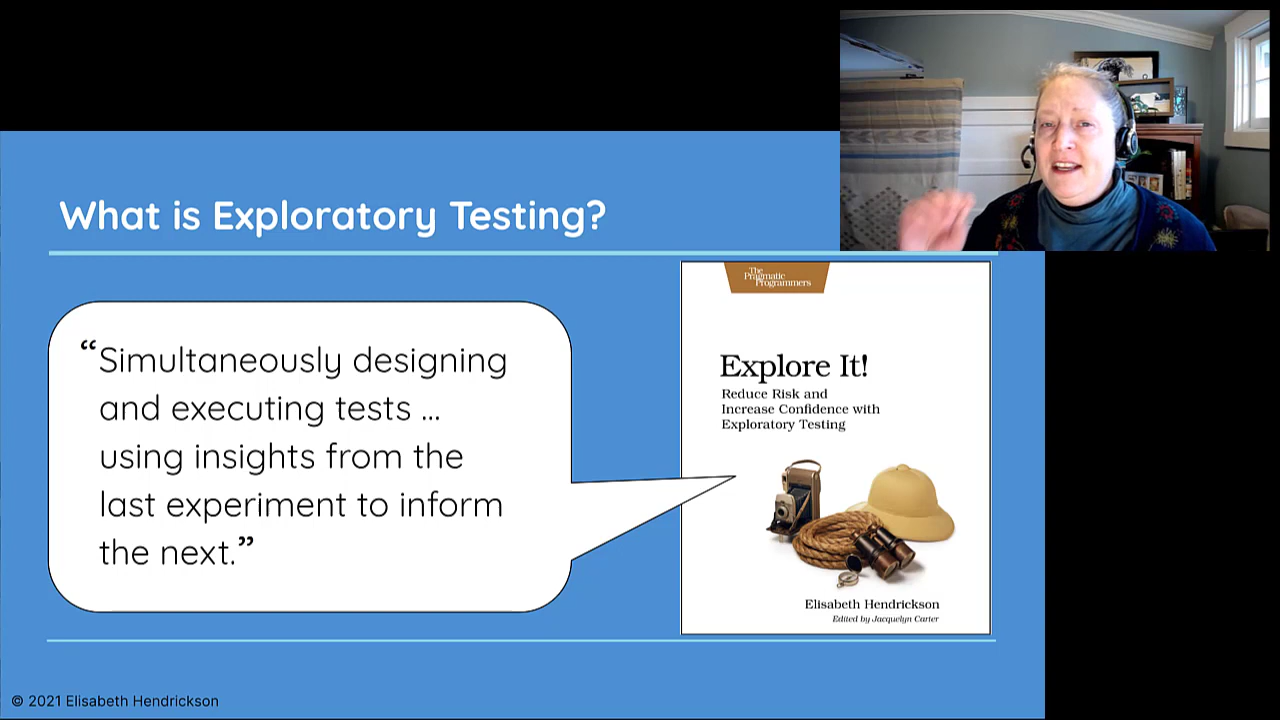 What is Exploratory Testing?
“Simultaneously designing
and executing tests ...
using insights from the
last experiment to inform
the next.”
The
Pragmatic
Programmers
Explore It!
Reduce Risk and
Increase Confidence with
Exploratory Testing
Elisabeth Hendrickson
Edited by Jacquelyn Carter
© 2021 Elisabeth Hendrickson